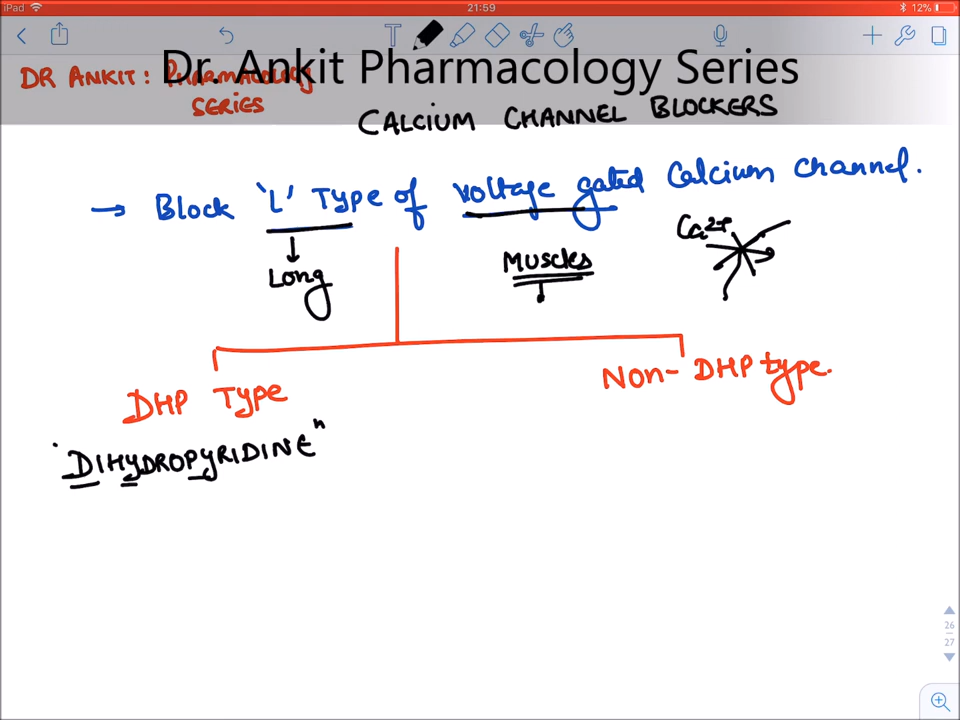 iPad 21:59 12%
Dr. Ankit Pharmacology Series
DR ANKIT: PHARMACOLOGY
SERIES
CALCIUM CHANNEL BLOCKERS
→ Block 'L' Type of voltage gated Calcium Channel.
Long
Muscles
Ca2+
DHP Type
Non-DHP type.
"DIHYDROPYRIDINE"
26
27